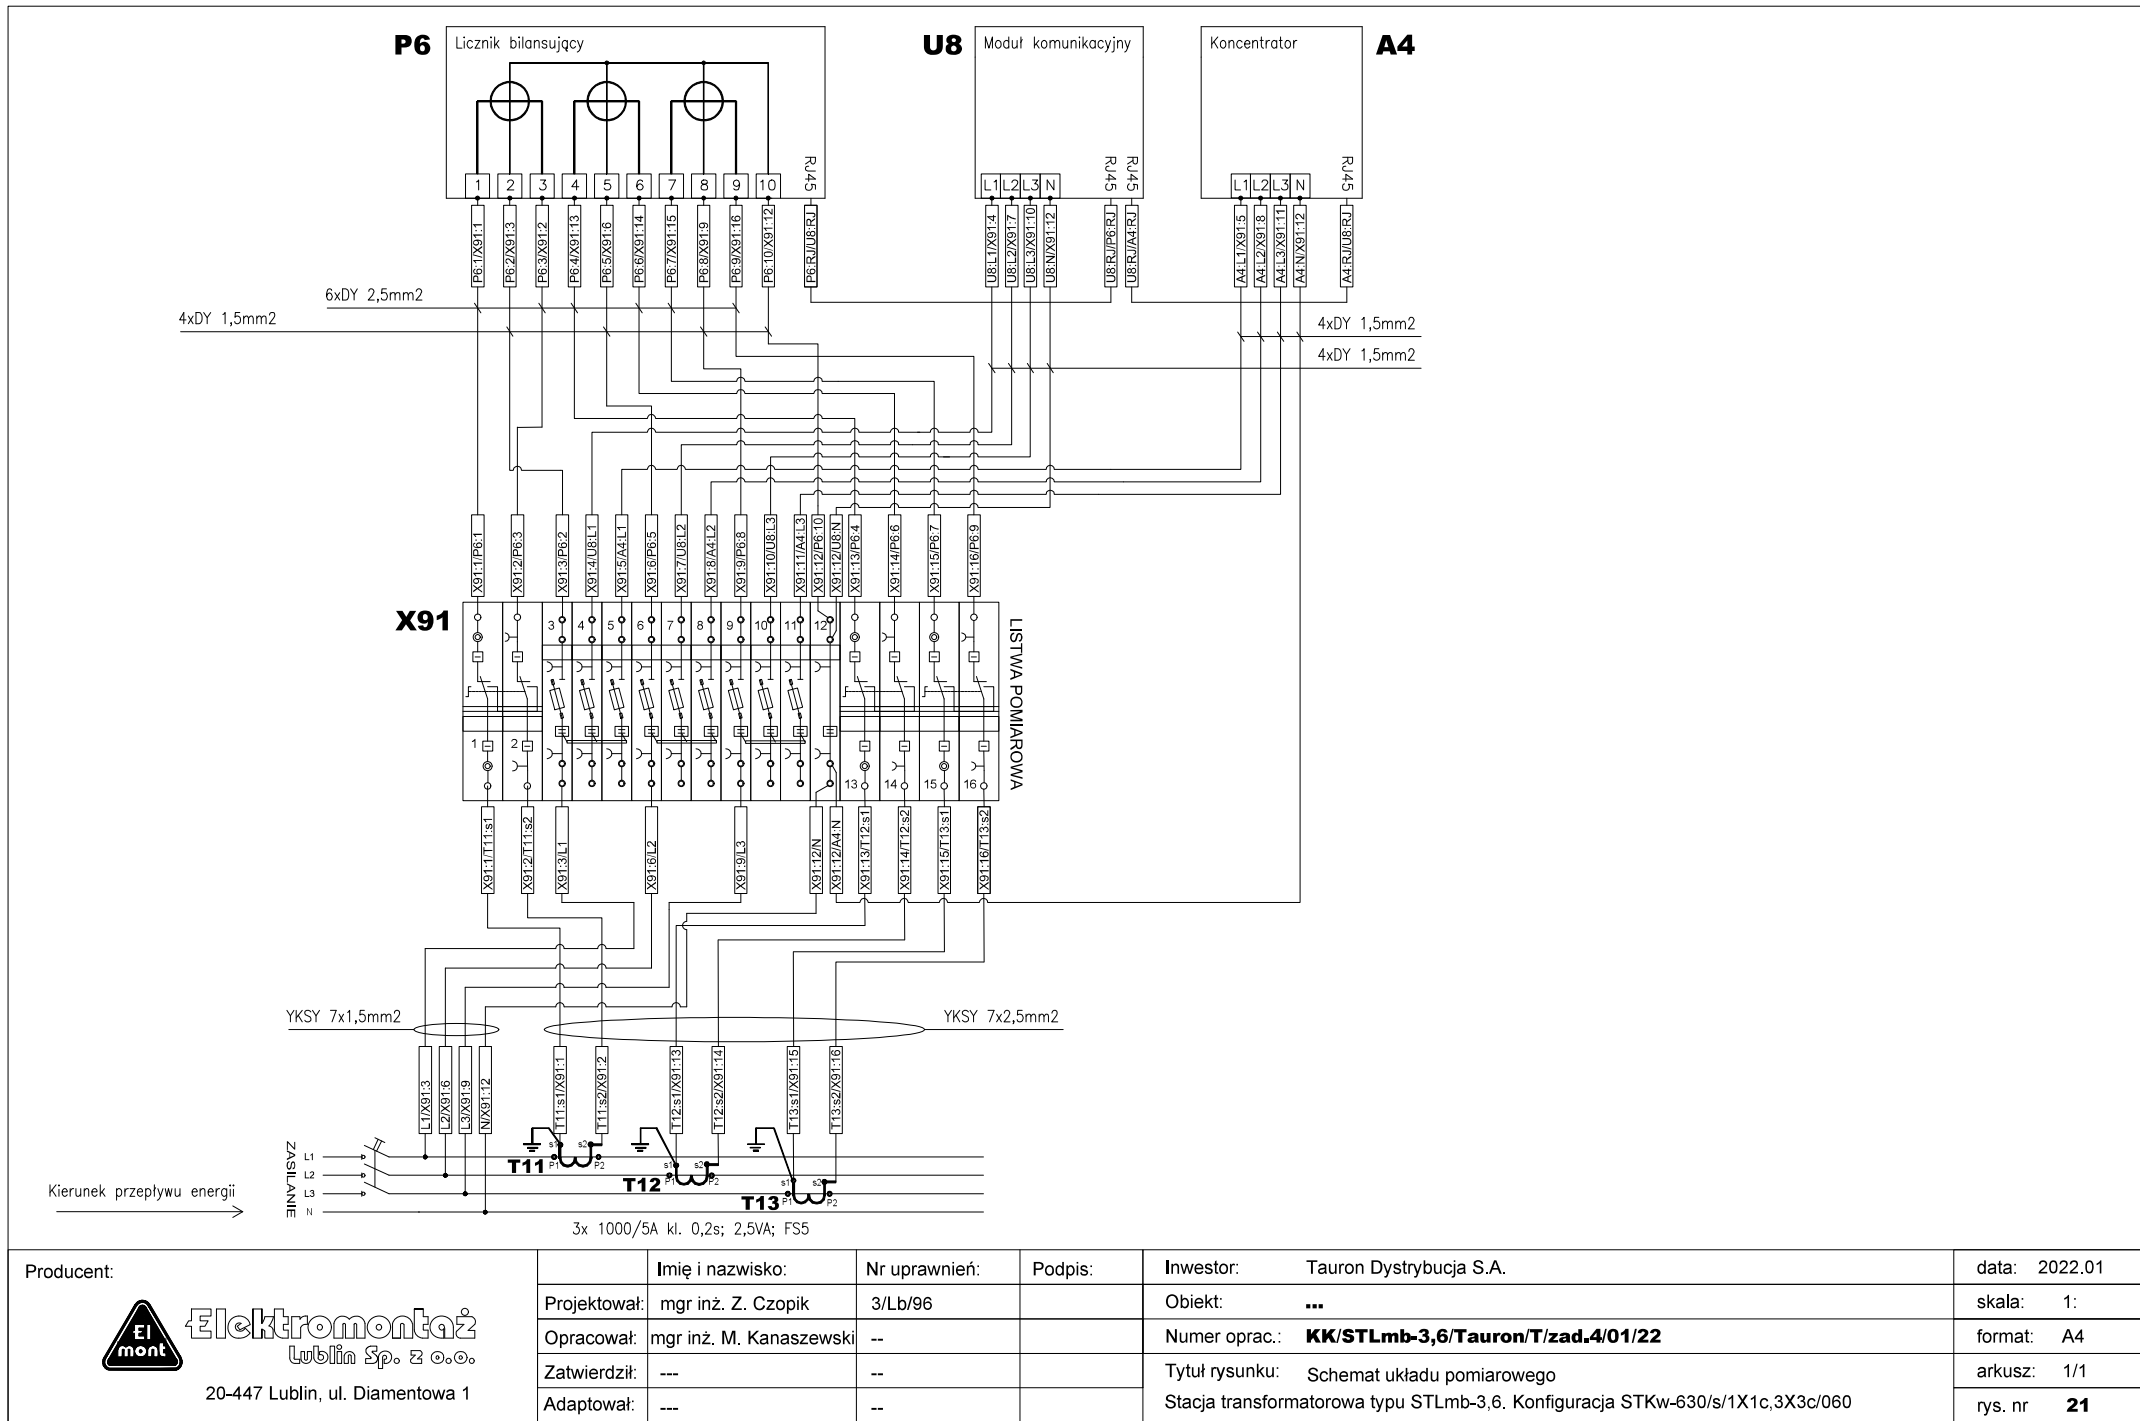 P6
Licznik bilansujący
U8
Moduł komunikacyjny
Koncentrator
A4
1 2 3 4 5 6 7 8 9 10
RJ45
L1 L2 L3 N
RJ45
RJ45
L1 L2 L3 N
RJ45
P6:1/X91:1
P6:2/X91:3
P6:3/X91:2
P6:4/X91:13
P6:5/X91:6
P6:6/X91:14
P6:7/X91:15
P6:8/X91:9
P6:9/X91:16
P6:10/X91:12
P6:RJ/U8:RJ
U8:L1/X91:4
U8:L2/X91:7
U8:L3/X91:10
U8:N/X91:12
U8:RJ/P6:RJ
U8:RJ/A4:RJ
A4:L1/X91:5
A4:L2/X91:8
A4:L3/X91:11
A4:N/X91:12
A4:RJ/U8:RJ
6xDY 2,5mm2
4xDY 1,5mm2
4xDY 1,5mm2
4xDY 1,5mm2
X91:1/P6:1
X91:2/P6:3
X91:3/P6:2
X91:4/U8:L1
X91:5/A4:L1
X91:6/P6:5
X91:7/U8:L2
X91:8/A4:L2
X91:9/P6:8
X91:10/U8:L3
X91:11/A4:L3
X91:12/P6:10
X91:12/U8:N
X91:13/P6:4
X91:14/P6:6
X91:15/P6:7
X91:16/P6:9
X91
3 4 5 6 7 8 9 10 11 12
LISTWA POMIAROWA
1 2
13 14 15 16
X91:1/T11:s1
X91:2/T11:s2
X91:3/L1
X91:6/L2
X91:9/L3
X91:12/N
X91:12/A4:N
X91:13/T12:s1
X91:14/T12:s2
X91:15/T13:s1
X91:16/T13:s2
YKSY 7x1,5mm2
YKSY 7x2,5mm2
L1/X91:3
L2/X91:6
L3/X91:9
N/X91:12
T11:s1/X91:1
T11:s2/X91:2
T12:s1/X91:13
T12:s2/X91:14
T13:s1/X91:15
T13:s2/X91:16
ZASILANIE
L1
L2
L3
N
s1 s2
T11 P1 P2
s1 s2
T12 P1 P2
s1 s2
T13 P1 P2
Kierunek przepływu energii
3x 1000/5A kl. 0,2s; 2,5VA; FS5
Producent:
El mont
Elektromontaż
Lublin Sp. z o.o.
20-447 Lublin, ul. Diamentowa 1
Imię i nazwisko: Nr uprawnień: Podpis:
Projektował: mgr inż. Z. Czopik 3/Lb/96
Opracował: mgr inż. M. Kanaszewski --
Zatwierdził: --- --
Adaptował: --- --
Inwestor: Tauron Dystrybucja S.A.
Obiekt: ...
Numer oprac.: KK/STLmb-3,6/Tauron/T/zad.4/01/22
Tytuł rysunku: Schemat układu pomiarowego
Stacja transformatorowa typu STLmb-3,6. Konfiguracja STKw-630/s/1X1c,3X3c/060
data: 2022.01
skala: 1:
format: A4
arkusz: 1/1
rys. nr 21